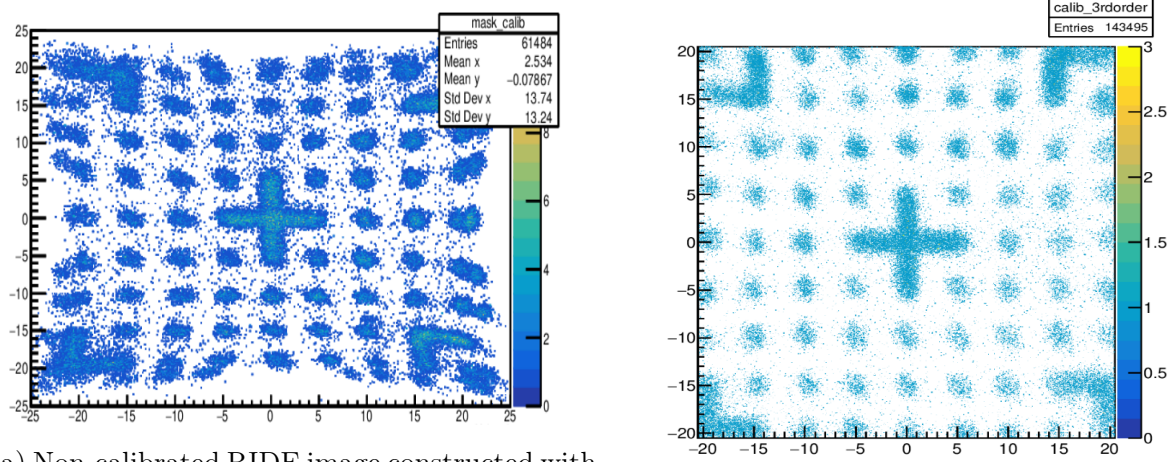 mask_calib
Entries 61484
Mean x 2.534
Mean y −0.07867
Std Dev x 13.74
Std Dev y 13.24
25
20
15
10
5
0
−5
−10
−15
−20
−25
−25 −20 −15 −10 −5 0 5 10 15 20 25
8
6
4
2
0
calib_3rdorder
Entries 143495
20
15
10
5
0
−5
−10
−15
−20
−20 −15 −10 −5 0 5 10 15 20
3
2.5
2
1.5
1
0.5
0
a) Non-calibrated RIDF image constructed with